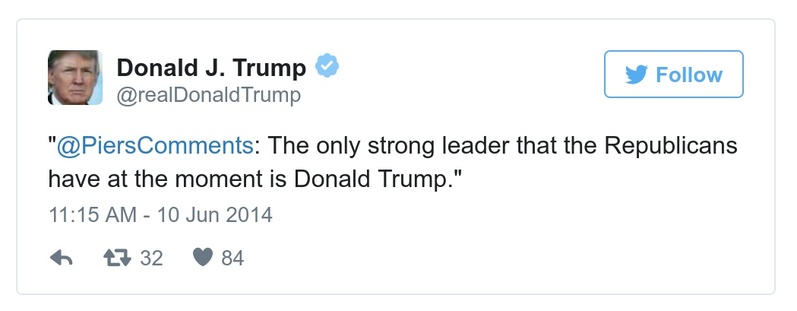 Donald J. Trump
@realDonaldTrump
Follow
"@PiersComments: The only strong leader that the Republicans
have at the moment is Donald Trump."
11:15 AM - 10 Jun 2014
32 84